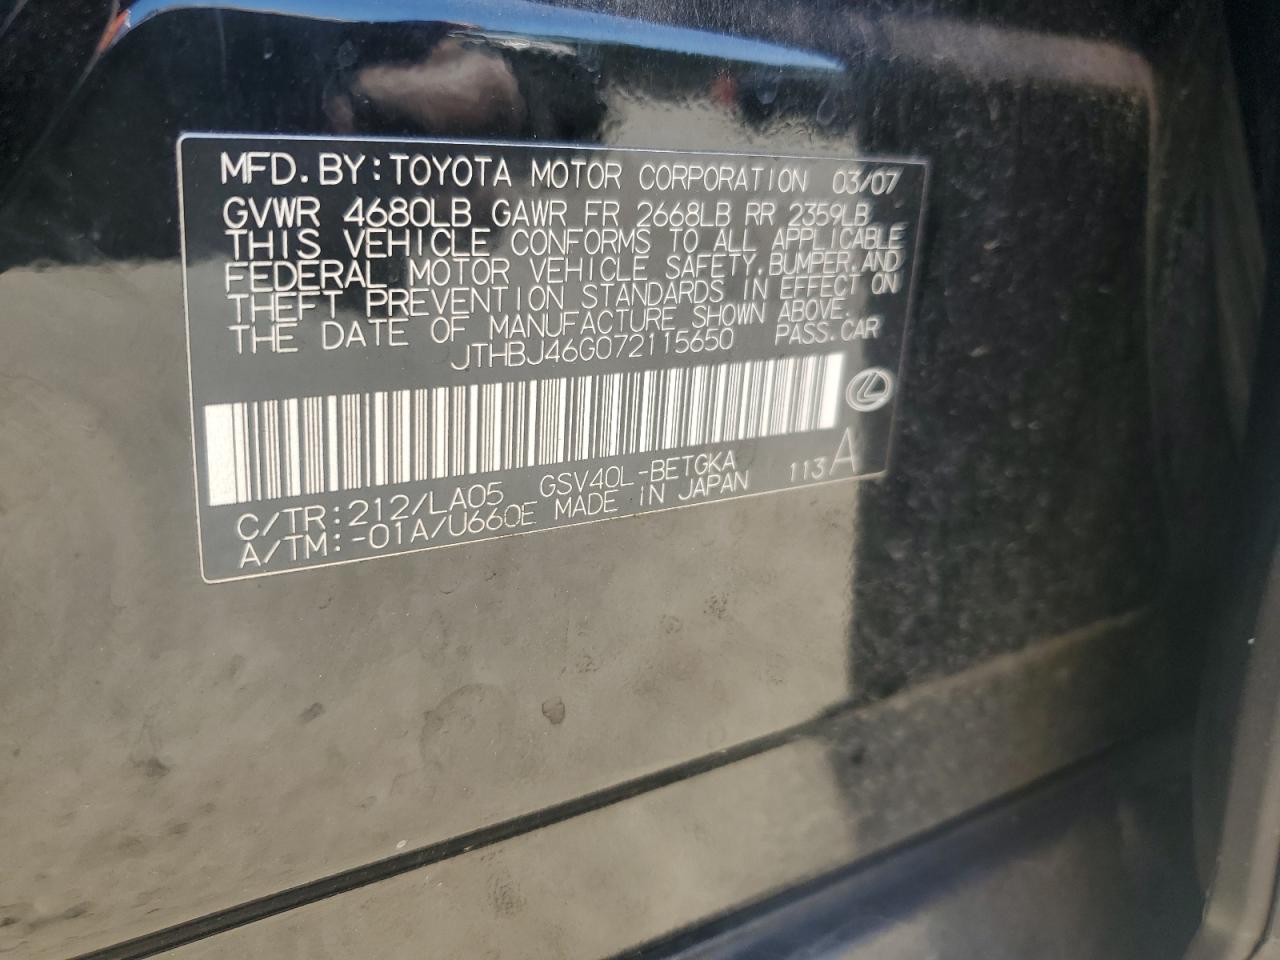 MFD.BY:TOYOTA MOTOR CORPORATION 03/07
GVWR 4680LB GAWR FR 2668LB RR 2359LB
THIS VEHICLE CONFORMS TO ALL APPLICABLE
FEDERAL MOTOR VEHICLE SAFETY,BUMPER,AND
THEFT PREVENTION STANDARDS IN EFFECT ON
THE DATE OF MANUFACTURE SHOWN ABOVE.
JTHBJ46G072115650 PASS.CAR
C/TR:212/LA05 GSV40L-BETGKA 113A
A/TM:-01A/U660E MADE IN JAPAN